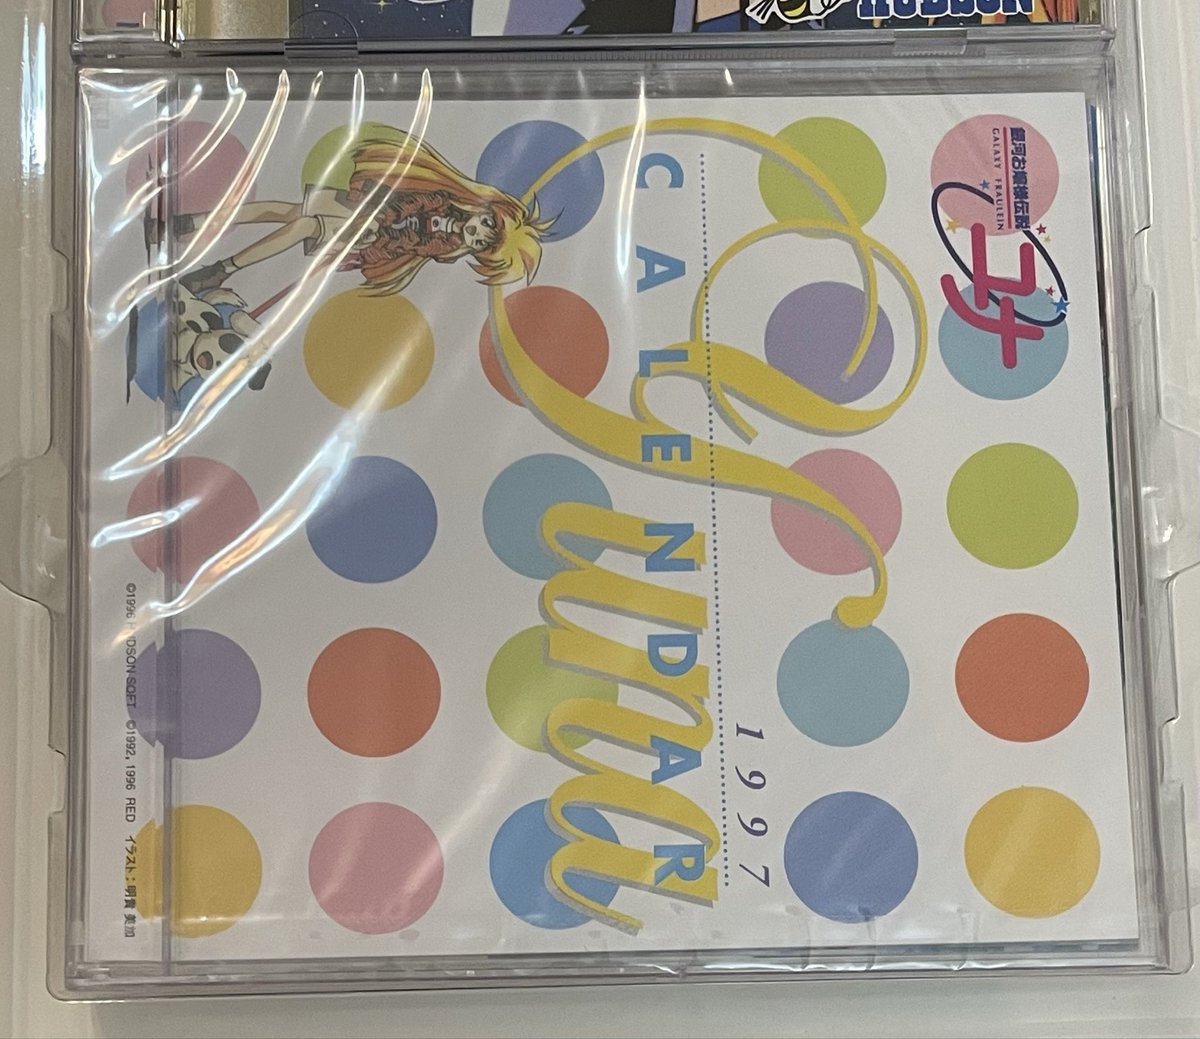 HUDSON
銀河お嬢様伝説
GALAXY FRAULEIN
ユナ
1997
CALENDAR
Yuna
©1996 HUDSON SOFT ©1992, 1996 RED イラスト:明貴 美加